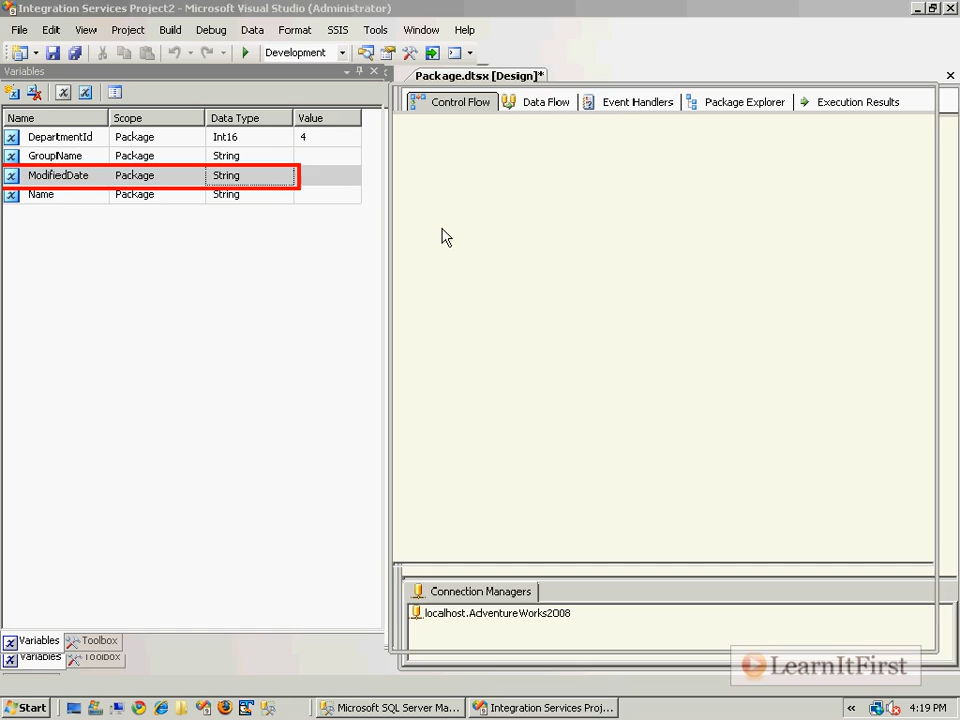 Integration Services Project2 - Microsoft Visual Studio (Administrator)
File Edit View Project Build Debug Data Format SSIS Tools Window Help
Development
Variables
Package.dtsx [Design]*
Control Flow Data Flow Event Handlers Package Explorer Execution Results
Name Scope Data Type Value
DepartmentId Package Int16 4
GroupName Package String
ModifiedDate Package String
Name Package String
Connection Managers
localhost.AdventureWorks2008
Variables Toolbox
Variables Toolbox
LearnItFirst
Start Microsoft SQL Server Ma... Integration Services Proj... « 4:19 PM